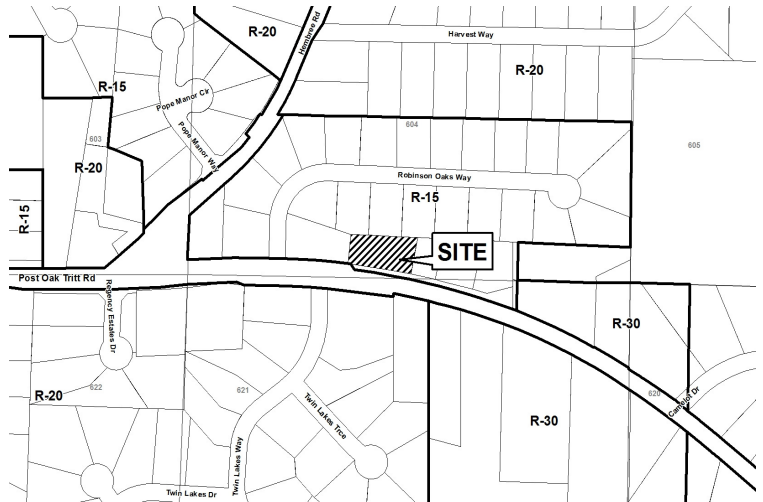 Harvest Way
R-20
Hembree Rd
R-20
R-15
Pope Manor Cir
604
603
605
Pope Manor Way
R-20
Robinson Oaks Way
R-15
R-15
SITE
Post Oak Tritt Rd
Regency Estates Dr
R-30
R-20
622
621
620
Camelot Dr
Twin Lakes Trce
R-30
Twin Lakes Way
Twin Lakes Dr